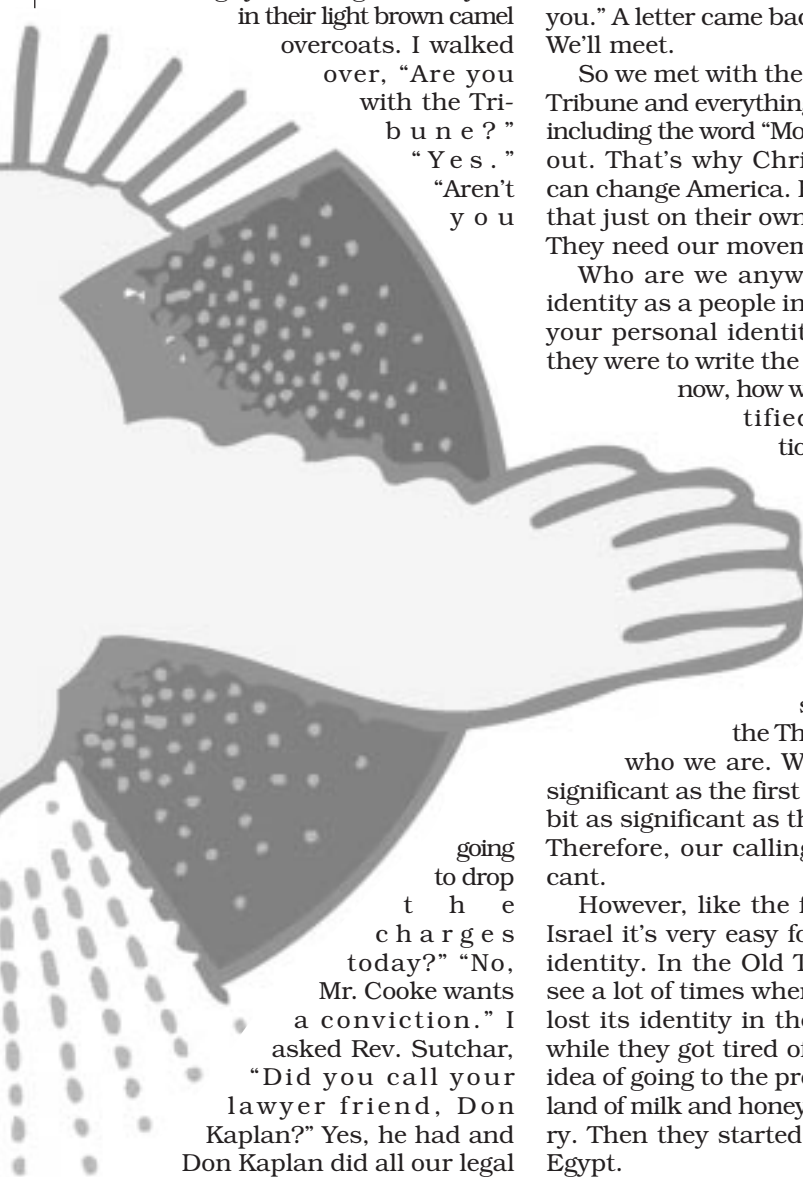 in their light brown camel
overcoats. I walked
over, “Are you
with the Tri-
bune?”
“Yes.”
“Aren’t
you
going
to drop
the
charges
today?” “No,
Mr. Cooke wants
a conviction.” I
asked Rev. Sutchar,
“Did you call your
lawyer friend, Don
Kaplan?” Yes, he had and
Don Kaplan did all our legal
you.” A letter came bac
We’ll meet.
So we met with the
Tribune and everything
including the word “Mo
out. That’s why Chri
can change America. I
that just on their own
They need our movem
Who are we anyw
identity as a people in
your personal identit
they were to write the
now, how w
tified
tio
s
the Th
who we are. W
significant as the first
bit as significant as th
Therefore, our calling
cant.
However, like the f
Israel it’s very easy fo
identity. In the Old T
see a lot of times wher
lost its identity in the
while they got tired of
idea of going to the pro
land of milk and honey
ry. Then they started
Egypt.